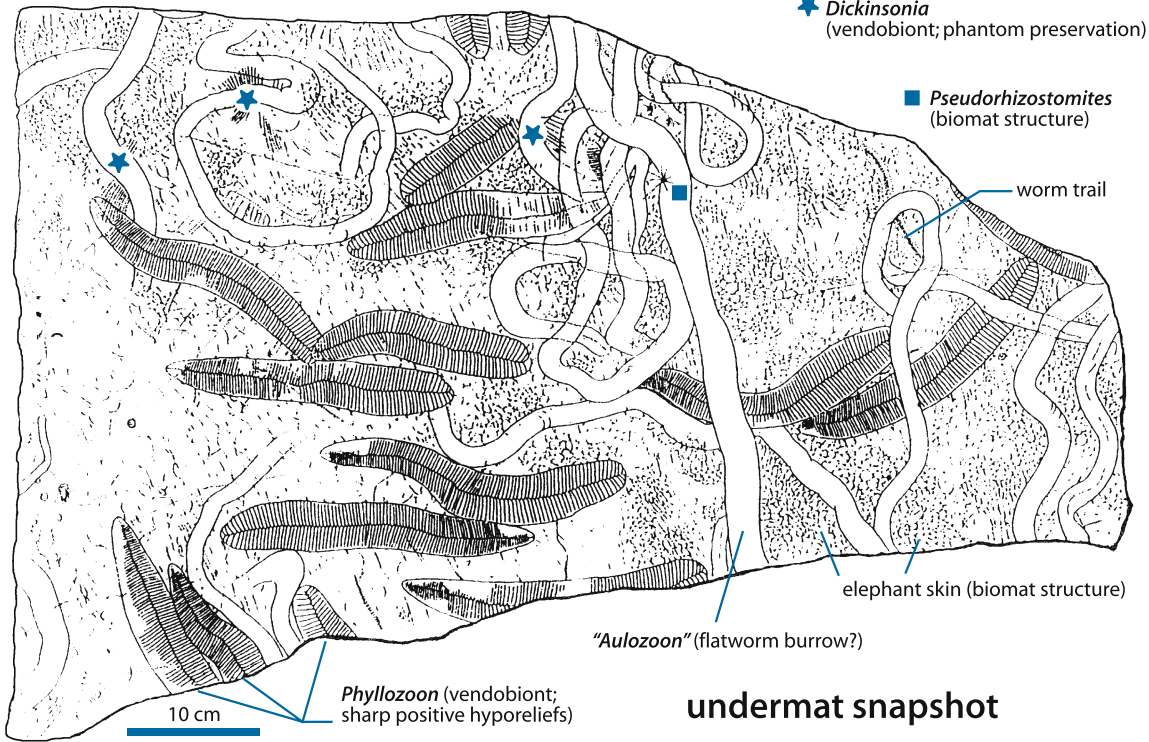 Dickinsonia
(vendobiont; phantom preservation)
Pseudorhizostomites
(biomat structure)
worm trail
elephant skin (biomat structure)
“Aulozoon” (flatworm burrow?)
Phyllozoon (vendobiont;
sharp positive hyporeliefs)
undermat snapshot
10 cm